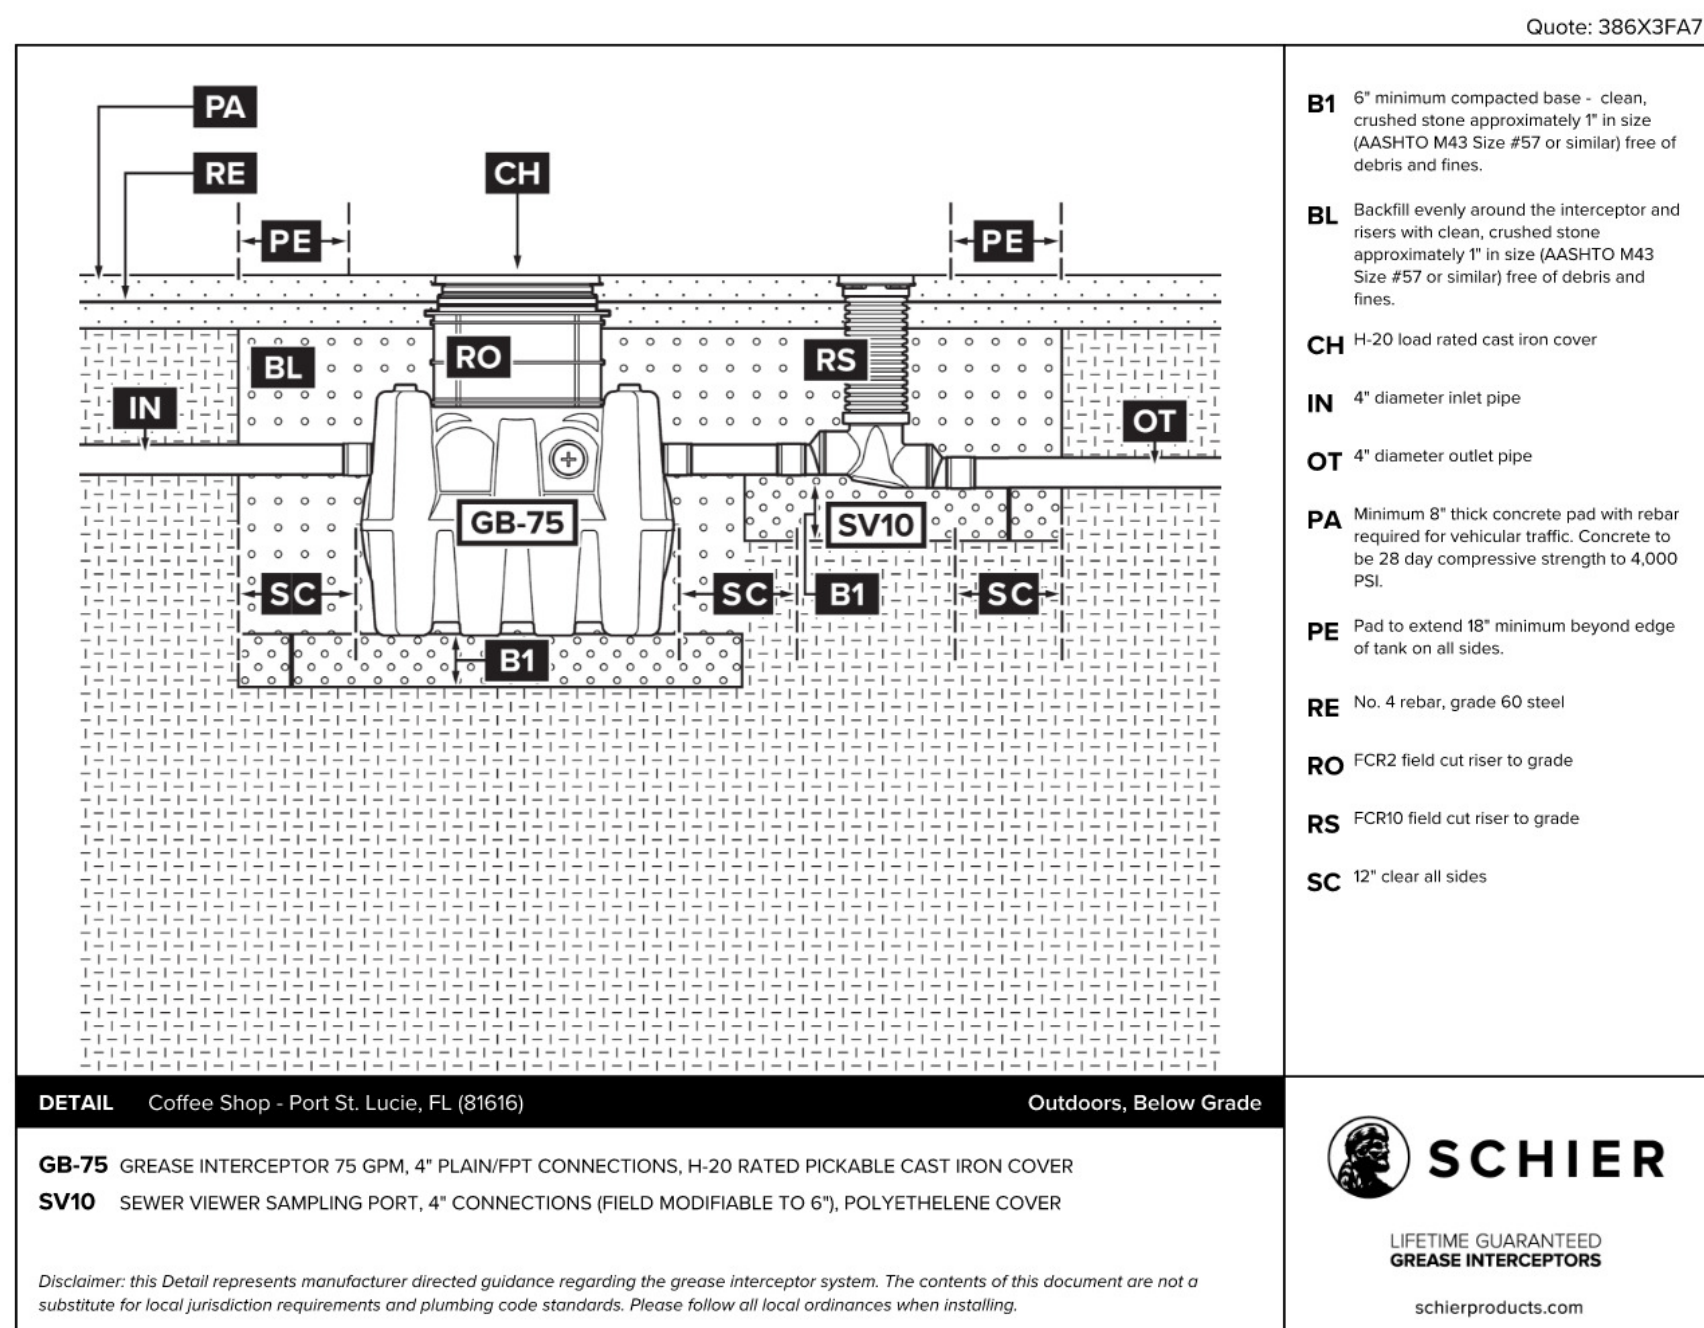 Quote: 386X3FA7
PA
RE
CH
PE
PE
BL
RO
RS
IN
OT
GB-75
SV10
SC
SC
B1
SC
B1
B1 6" minimum compacted base - clean,
crushed stone approximately 1" in size
(AASHTO M43 Size #57 or similar) free of
debris and fines.
BL Backfill evenly around the interceptor and
risers with clean, crushed stone
approximately 1" in size (AASHTO M43
Size #57 or similar) free of debris and
fines.
CH H-20 load rated cast iron cover
IN 4" diameter inlet pipe
OT 4" diameter outlet pipe
PA Minimum 8" thick concrete pad with rebar
required for vehicular traffic. Concrete to
be 28 day compressive strength to 4,000
PSI.
PE Pad to extend 18" minimum beyond edge
of tank on all sides.
RE No. 4 rebar, grade 60 steel
RO FCR2 field cut riser to grade
RS FCR10 field cut riser to grade
SC 12" clear all sides
DETAIL Coffee Shop - Port St. Lucie, FL (81616) Outdoors, Below Grade
GB-75 GREASE INTERCEPTOR 75 GPM, 4" PLAIN/FPT CONNECTIONS, H-20 RATED PICKABLE CAST IRON COVER
SV10 SEWER VIEWER SAMPLING PORT, 4" CONNECTIONS (FIELD MODIFIABLE TO 6"), POLYETHELENE COVER
Disclaimer: this Detail represents manufacturer directed guidance regarding the grease interceptor system. The contents of this document are not a
substitute for local jurisdiction requirements and plumbing code standards. Please follow all local ordinances when installing.
SCHIER
LIFETIME GUARANTEED
GREASE INTERCEPTORS
schierproducts.com